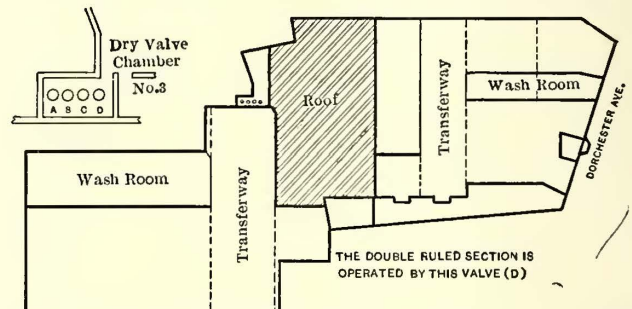 Dry Valve
Chamber
No.3
A B C D
Roof
Wash Room
Transferway
DORCHESTER AVE.
Wash Room
Transferway
THE DOUBLE RULED SECTION IS
OPERATED BY THIS VALVE (D)